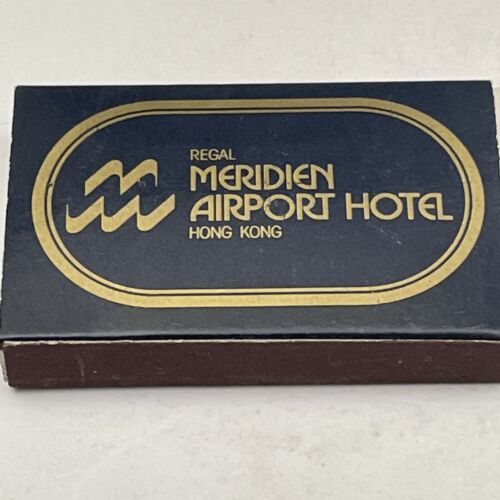 REGAL
MERIDIEN
AIRPORT HOTEL
HONG KONG